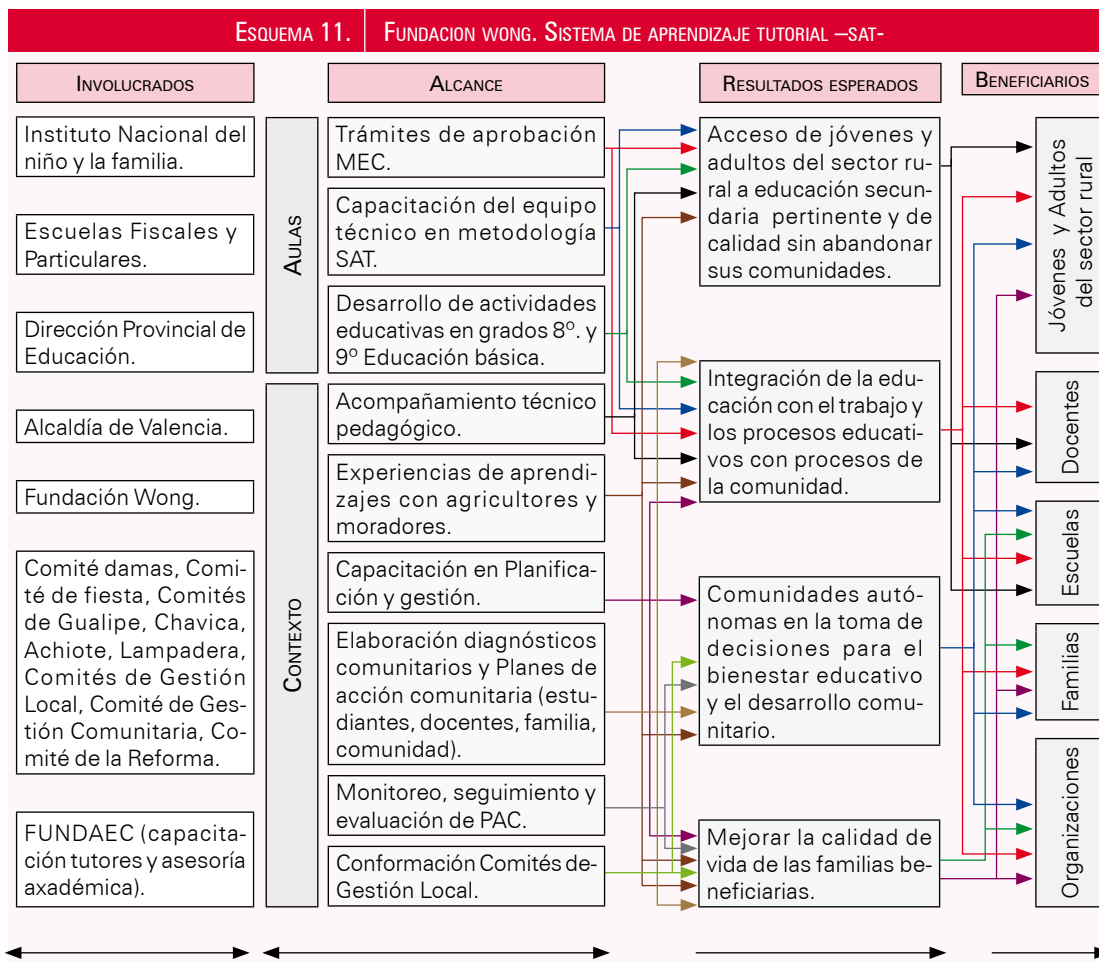 ESQUEMA 11. FUNDACION WONG. SISTEMA DE APRENDIZAJE TUTORIAL –SAT-
INVOLUCRADOS
Instituto Nacional del
niño y la familia.
Escuelas Fiscales y
Particulares.
Dirección Provincial de
Educación.
Alcaldía de Valencia.
Fundación Wong.
Comité damas, Comi-
té de fiesta, Comités
de Gualipe, Chavica,
Achiote, Lampadera,
Comités de Gestión
Local, Comité de Ges-
tión Comunitaria, Co-
mité de la Reforma.
FUNDAEC (capacita-
ción tutores y asesoría
axadémica).
AULAS
CONTEXTO
ALCANCE
Trámites de aprobación
MEC.
Capacitación del equipo
técnico en metodología
SAT.
Desarrollo de actividades
educativas en grados 8º. y
9º Educación básica.
Acompañamiento técnico
pedagógico.
Experiencias de aprendi-
zajes con agricultores y
moradores.
Capacitación en Planifica-
ción y gestión.
Elaboración diagnósticos
comunitarios y Planes de
acción comunitaria (estu-
diantes, docentes, familia,
comunidad).
Monitoreo, seguimiento y
evaluación de PAC.
Conformación Comités de-
Gestión Local.
RESULTADOS ESPERADOS
Acceso de jóvenes y
adultos del sector ru-
ral a educación secun-
daria pertinente y de
calidad sin abandonar
sus comunidades.
Integración de la edu-
cación con el trabajo y
los procesos educati-
vos con procesos de
la comunidad.
Comunidades autó-
nomas en la toma de
decisiones para el
bienestar educativo
y el desarrollo comu-
nitario.
Mejorar la calidad de
vida de las familias be-
neficiarias.
BENEFICIARIOS
Jóvenes y Adultos
del sector rural
Docentes
Escuelas
Familias
Organizaciones